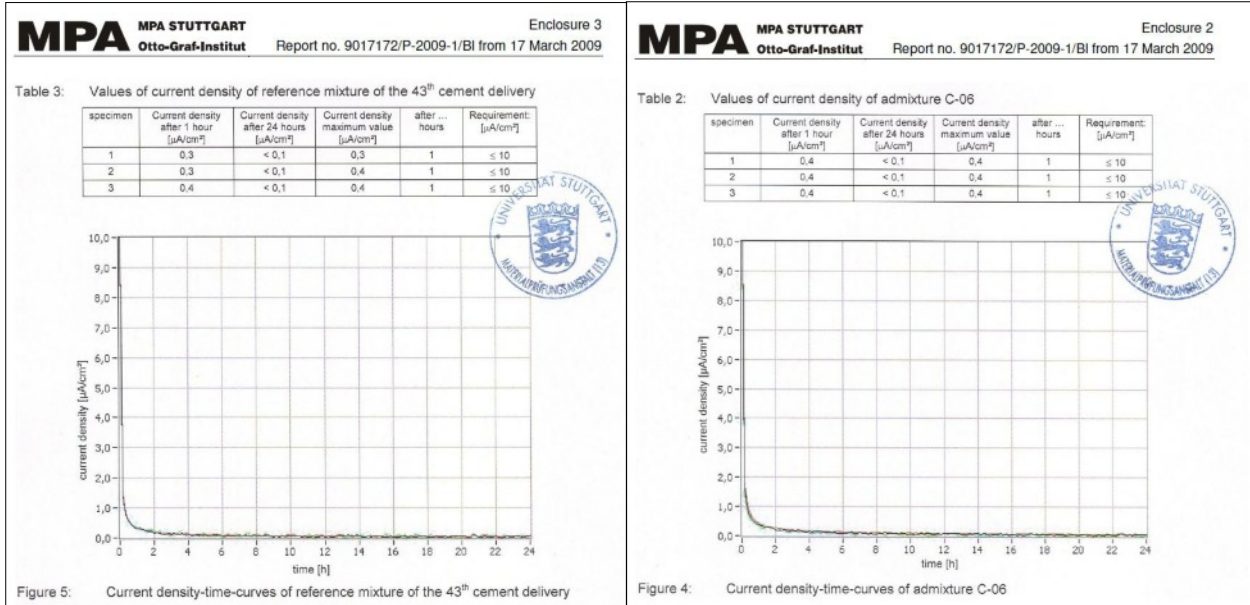 MPA MPA STUTTGART
Otto-Graf-Institut
Enclosure 3
Report no. 9017172/P-2009-1/BI from 17 March 2009
Table 3: Values of current density of reference mixture of the 43th cement delivery
specimen Current density after 1 hour [µA/cm²] Current density after 24 hours [µA/cm²] Current density maximum value [µA/cm²] after ... hours Requirement: [µA/cm²]
1 0,3 < 0,1 0,3 1 ≤ 10
2 0,3 < 0,1 0,4 1 ≤ 10
3 0,4 < 0,1 0,4 1 ≤ 10
UNIVERSITÄT STUTTGART
MATERIALPRÜFUNGSANSTALT (13)
10,0
9,0
8,0
7,0
6,0
5,0
4,0
3,0
2,0
1,0
0,0
current density [µA/cm²]
0 2 4 6 8 10 12 14 16 18 20 22 24
time [h]
Figure 5: Current density-time-curves of reference mixture of the 43th cement delivery
MPA MPA STUTTGART
Otto-Graf-Institut
Enclosure 2
Report no. 9017172/P-2009-1/BI from 17 March 2009
Table 2: Values of current density of admixture C-06
specimen Current density after 1 hour [µA/cm²] Current density after 24 hours [µA/cm²] Current density maximum value [µA/cm²] after ... hours Requirement: [µA/cm²]
1 0,4 < 0,1 0,4 1 ≤ 10
2 0,4 < 0,1 0,4 1 ≤ 10
3 0,4 < 0,1 0,4 1 ≤ 10
UNIVERSITÄT STUTTGART
MATERIALPRÜFUNGSANSTALT (13)
10,0
9,0
8,0
7,0
6,0
5,0
4,0
3,0
2,0
1,0
0,0
current density [µA/cm²]
0 2 4 6 8 10 12 14 16 18 20 22 24
time [h]
Figure 4: Current density-time-curves of admixture C-06